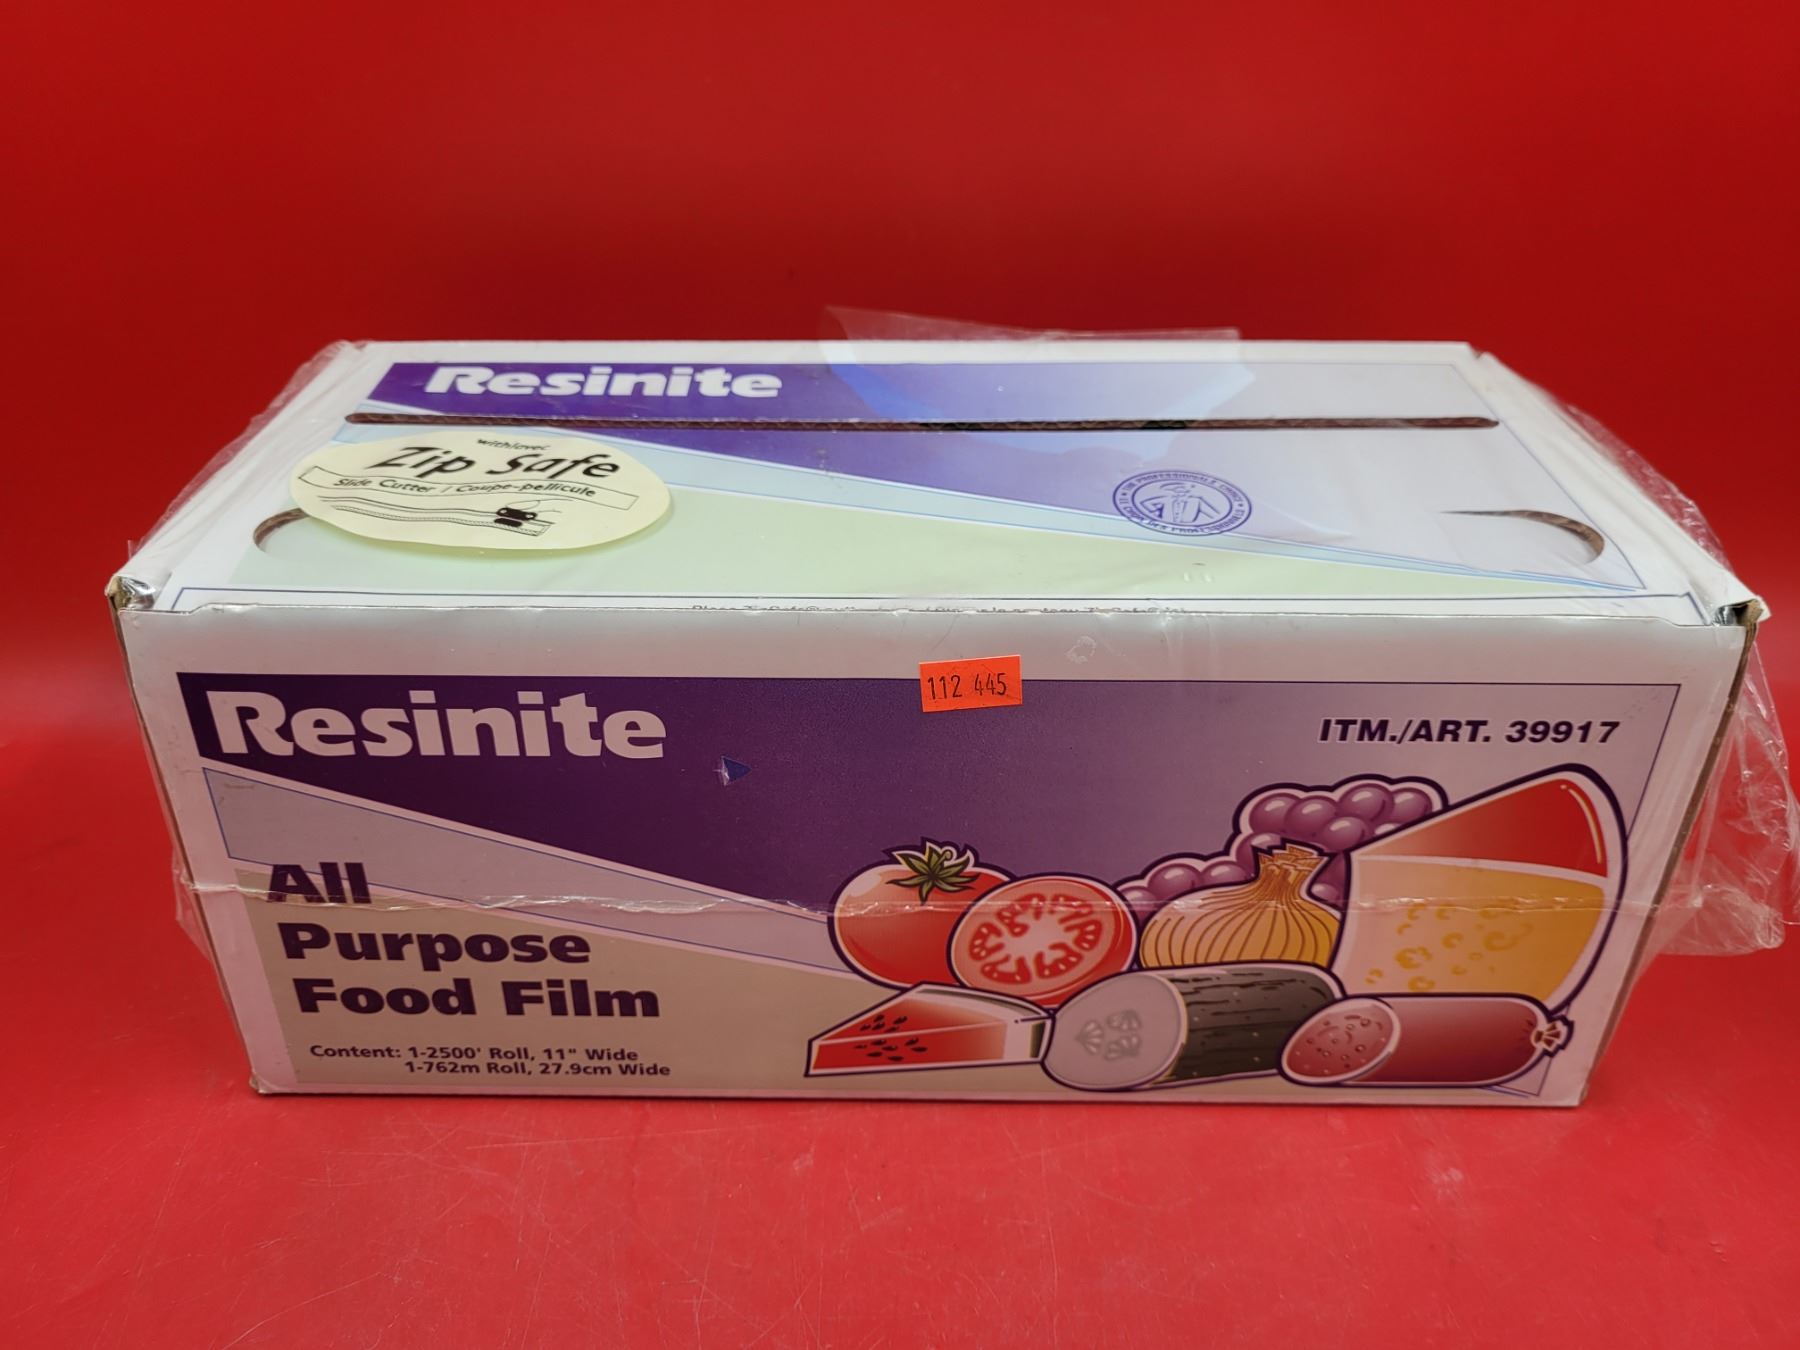 Resinite
Zip Safe
Slide Cutter / Coupe-pellicule
112 445
Resinite
ITM./ART. 39917
All
Purpose
Food Film
Content: 1-2500' Roll, 11" Wide
1-762m Roll, 27.9cm Wide